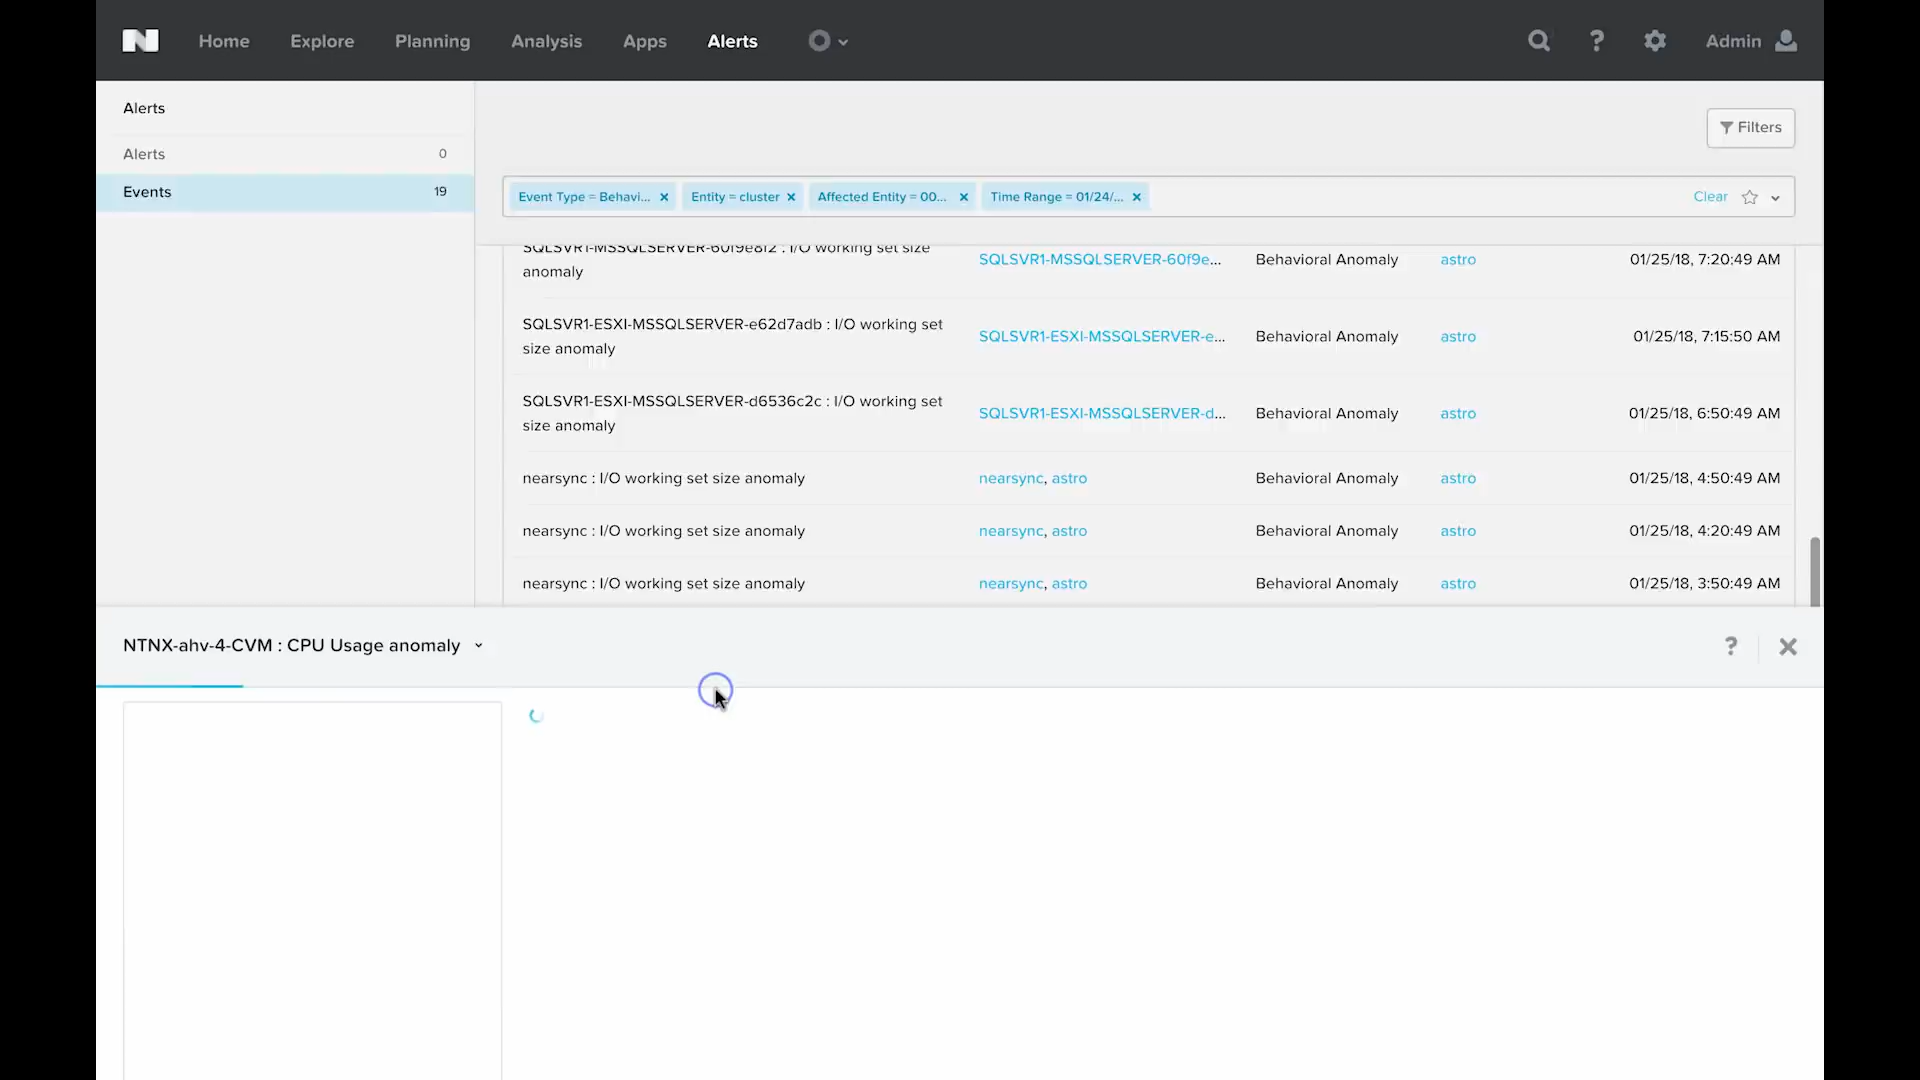 Home Explore Planning Analysis Apps Alerts ? Admin
Alerts
Filters
Alerts 0
Events 19
Event Type = Behavi... × Entity = cluster × Affected Entity = 00... × Time Range = 01/24/... × Clear
SQLSVR1-MSSQLSERVER-60f9e8f2 : I/O working set size
anomaly
SQLSVR1-MSSQLSERVER-60f9e... Behavioral Anomaly astro 01/25/18, 7:20:49 AM
SQLSVR1-ESXI-MSSQLSERVER-e62d7adb : I/O working set
size anomaly
SQLSVR1-ESXI-MSSQLSERVER-e... Behavioral Anomaly astro 01/25/18, 7:15:50 AM
SQLSVR1-ESXI-MSSQLSERVER-d6536c2c : I/O working set
size anomaly
SQLSVR1-ESXI-MSSQLSERVER-d... Behavioral Anomaly astro 01/25/18, 6:50:49 AM
nearsync : I/O working set size anomaly nearsync, astro Behavioral Anomaly astro 01/25/18, 4:50:49 AM
nearsync : I/O working set size anomaly nearsync, astro Behavioral Anomaly astro 01/25/18, 4:20:49 AM
nearsync : I/O working set size anomaly nearsync, astro Behavioral Anomaly astro 01/25/18, 3:50:49 AM
NTNX-ahv-4-CVM : CPU Usage anomaly ? ×